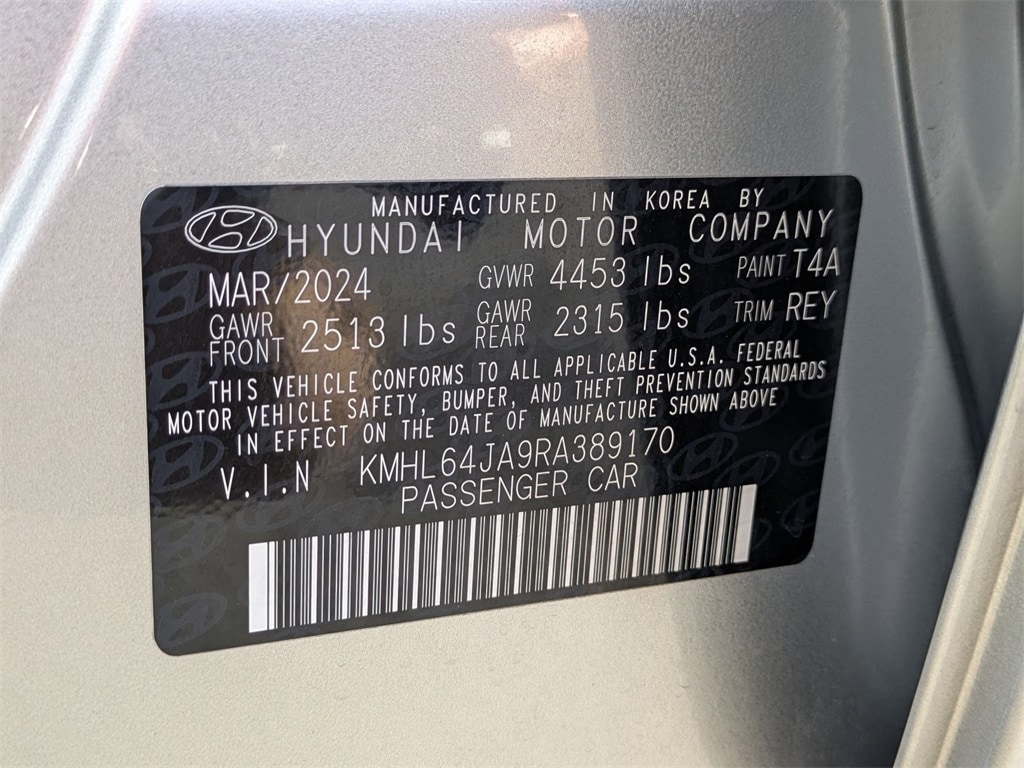 MANUFACTURED IN KOREA BY
HYUNDAI MOTOR COMPANY
MAR/2024 GVWR 4453 lbs PAINT T4A
GAWR FRONT 2513 lbs GAWR REAR 2315 lbs TRIM REY
THIS VEHICLE CONFORMS TO ALL APPLICABLE U.S.A. FEDERAL
MOTOR VEHICLE SAFETY, BUMPER, AND THEFT PREVENTION STANDARDS
IN EFFECT ON THE DATE OF MANUFACTURE SHOWN ABOVE
V.I.N KMHL64JA9RA389170
PASSENGER CAR